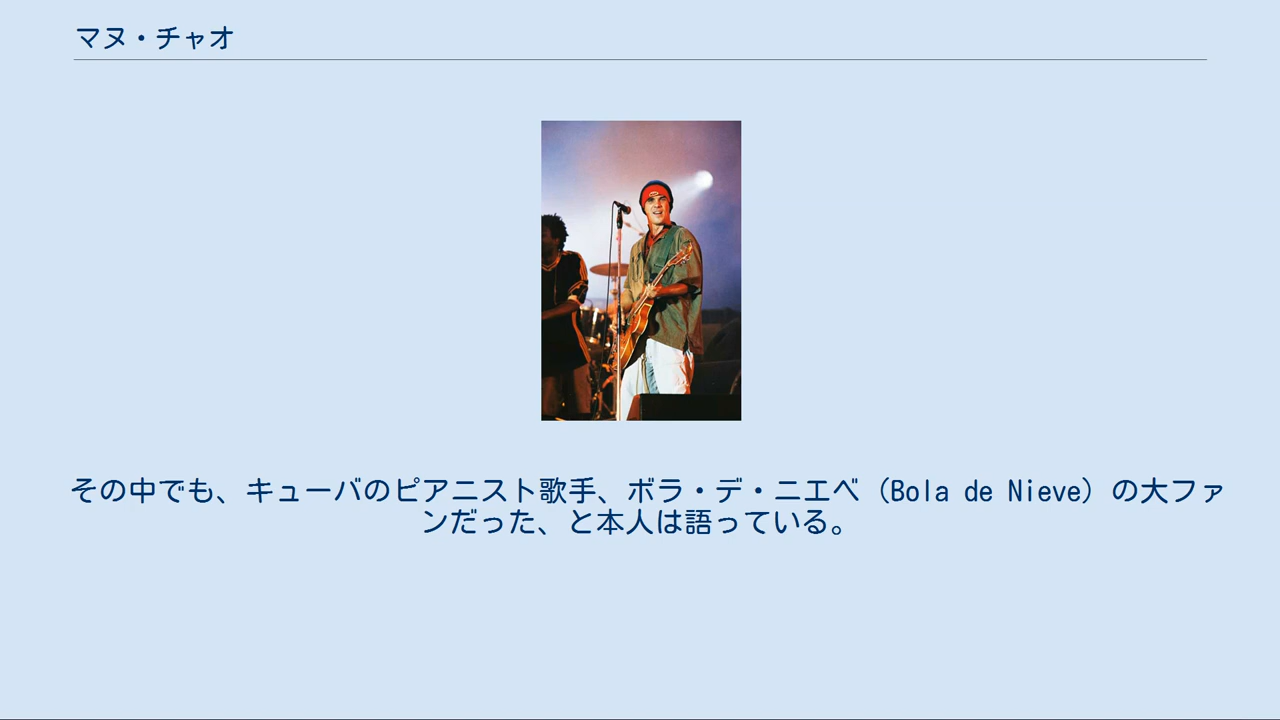 マヌ・チャオ
その中でも、キューバのピアニスト歌手、ボラ・デ・ニエベ（Bola de Nieve）の大ファ
ンだった、と本人は語っている。